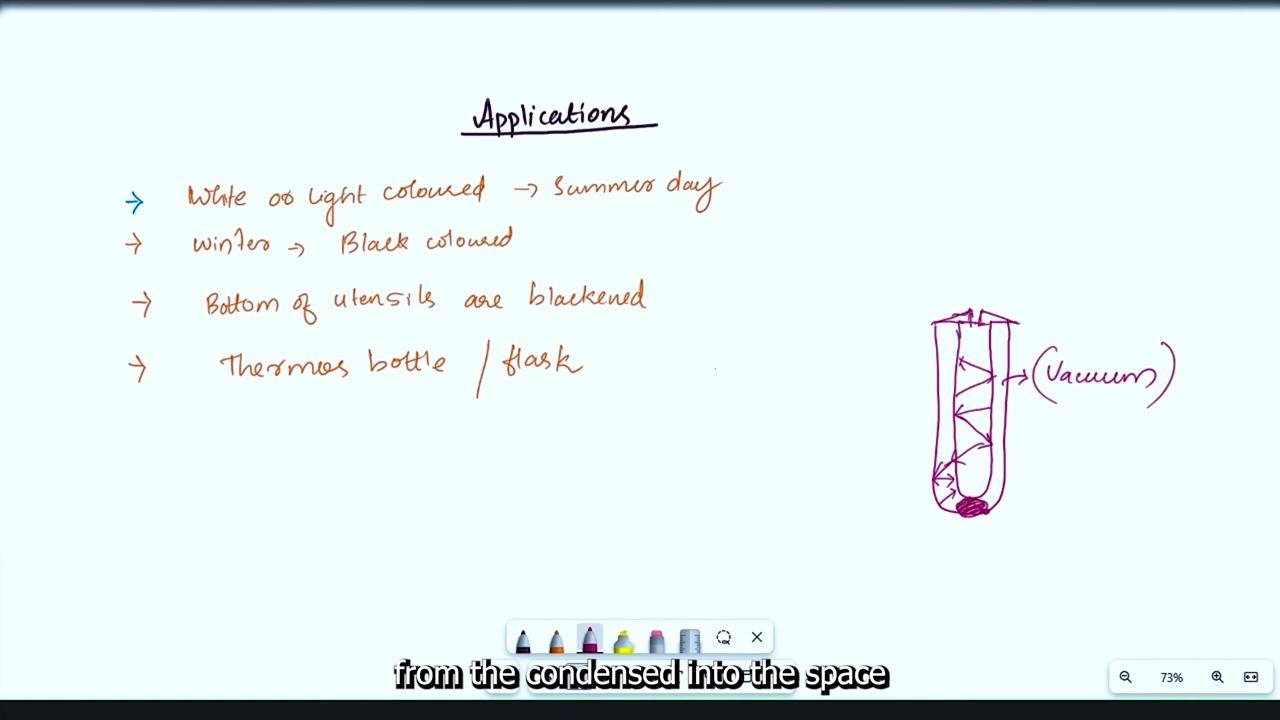 Applications
→ White or light coloured → Summer day
→ winter → Black coloured
→ Bottom of utensils are blackened
→ Thermos bottle / flask
→ (Vacuum)
from the condensed into the space
73%